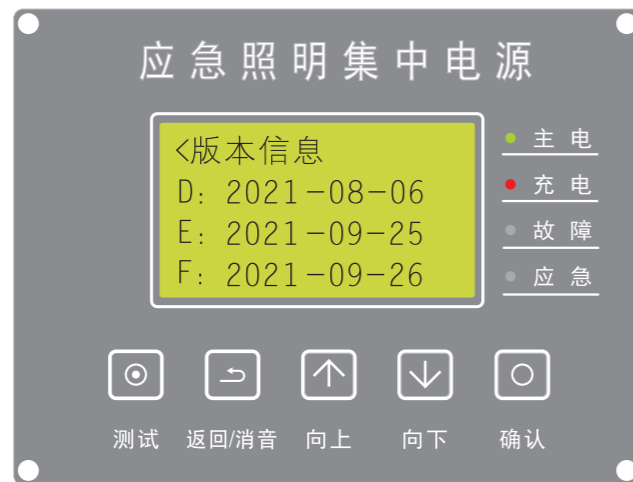 应急照明集中电源
<版本信息
D: 2021-08-06
E: 2021-09-25
F: 2021-09-26
主电
充电
故障
应急
测试 返回/消音 向上 向下 确认